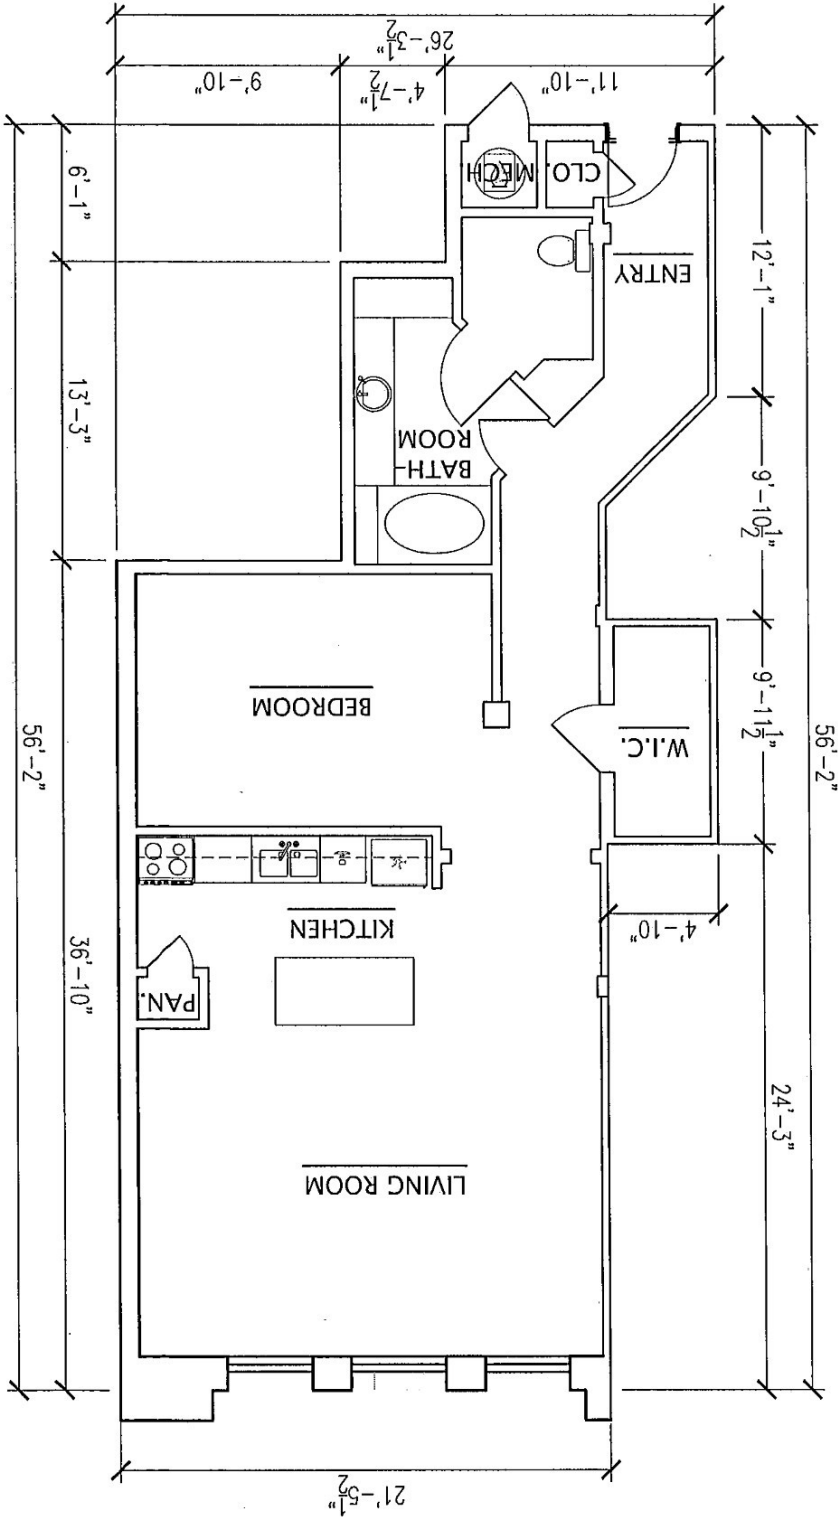 21'-5½"
LIVING ROOM
PAN.
KITCHEN
4'-10"
24'-3"
36'-10"
W.I.C.
BEDROOM
9'-11½"
56'-2"
56'-2"
BATH-
ROOM
9'-10½"
13'-3"
ENTRY
12'-1"
6'-1"
CLO.
MECH.
11'-10"
4'-7½"
9'-10"
26'-3½"